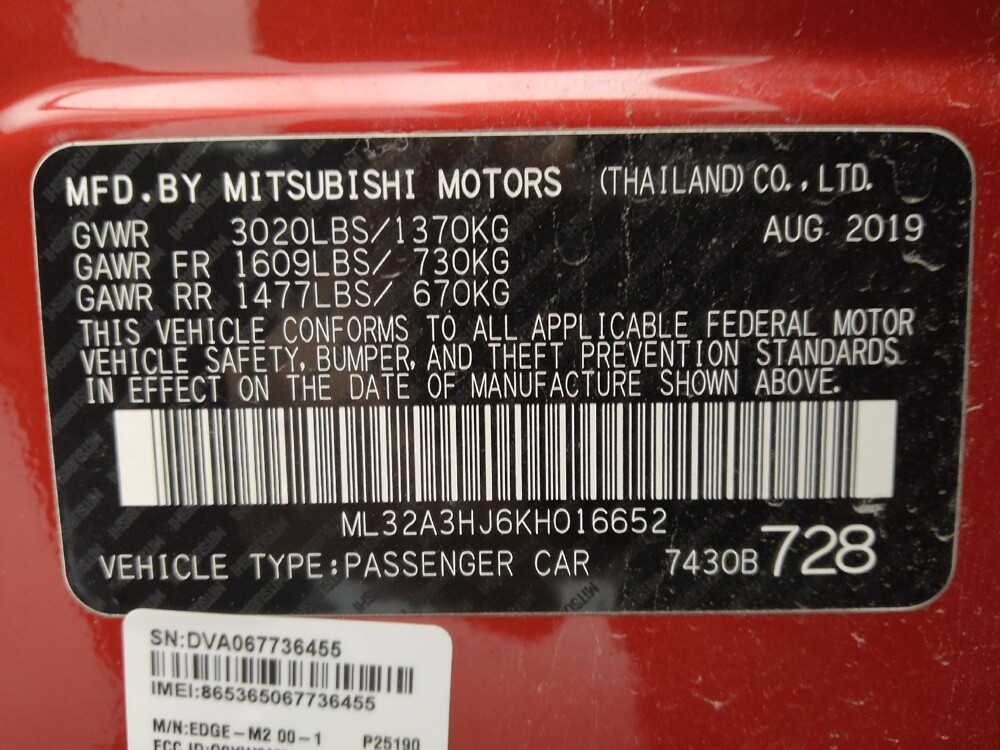 MFD.BY MITSUBISHI MOTORS (THAILAND) CO., LTD.
GVWR 3020LBS/1370KG AUG 2019
GAWR FR 1609LBS/ 730KG
GAWR RR 1477LBS/ 670KG
THIS VEHICLE CONFORMS TO ALL APPLICABLE FEDERAL MOTOR
VEHICLE SAFETY, BUMPER, AND THEFT PREVENTION STANDARDS
IN EFFECT ON THE DATE OF MANUFACTURE SHOWN ABOVE.
ML32A3HJ6KH016652
VEHICLE TYPE:PASSENGER CAR 7430B 728
SN:DVA067736455
IMEI:865365067736455
M/N:EDGE-M2 00-1 P25190
FCC ID: